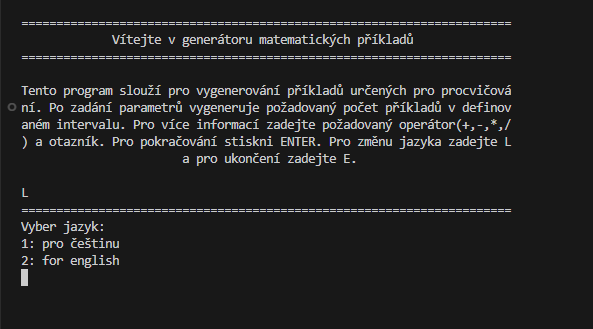 ======================================================================
Vítejte v generátoru matematických příkladů
======================================================================
Tento program slouží pro vygenerování příkladů určených pro procvičová
ní. Po zadání parametrů vygeneruje požadovaný počet příkladů v definov
aném intervalu. Pro více informací zadejte požadovaný operátor(+,-,*,/
) a otazník. Pro pokračování stiskni ENTER. Pro změnu jazyka zadejte L
a pro ukončení zadejte E.
L
======================================================================
Vyber jazyk:
1: pro češtinu
2: for english